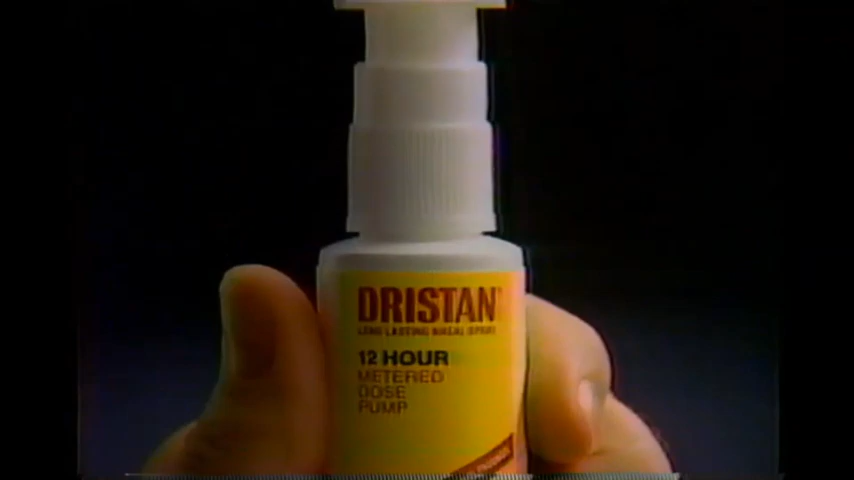 DRISTAN
LONG LASTING NASAL SPRAY
12 HOUR
METERED
DOSE
PUMP